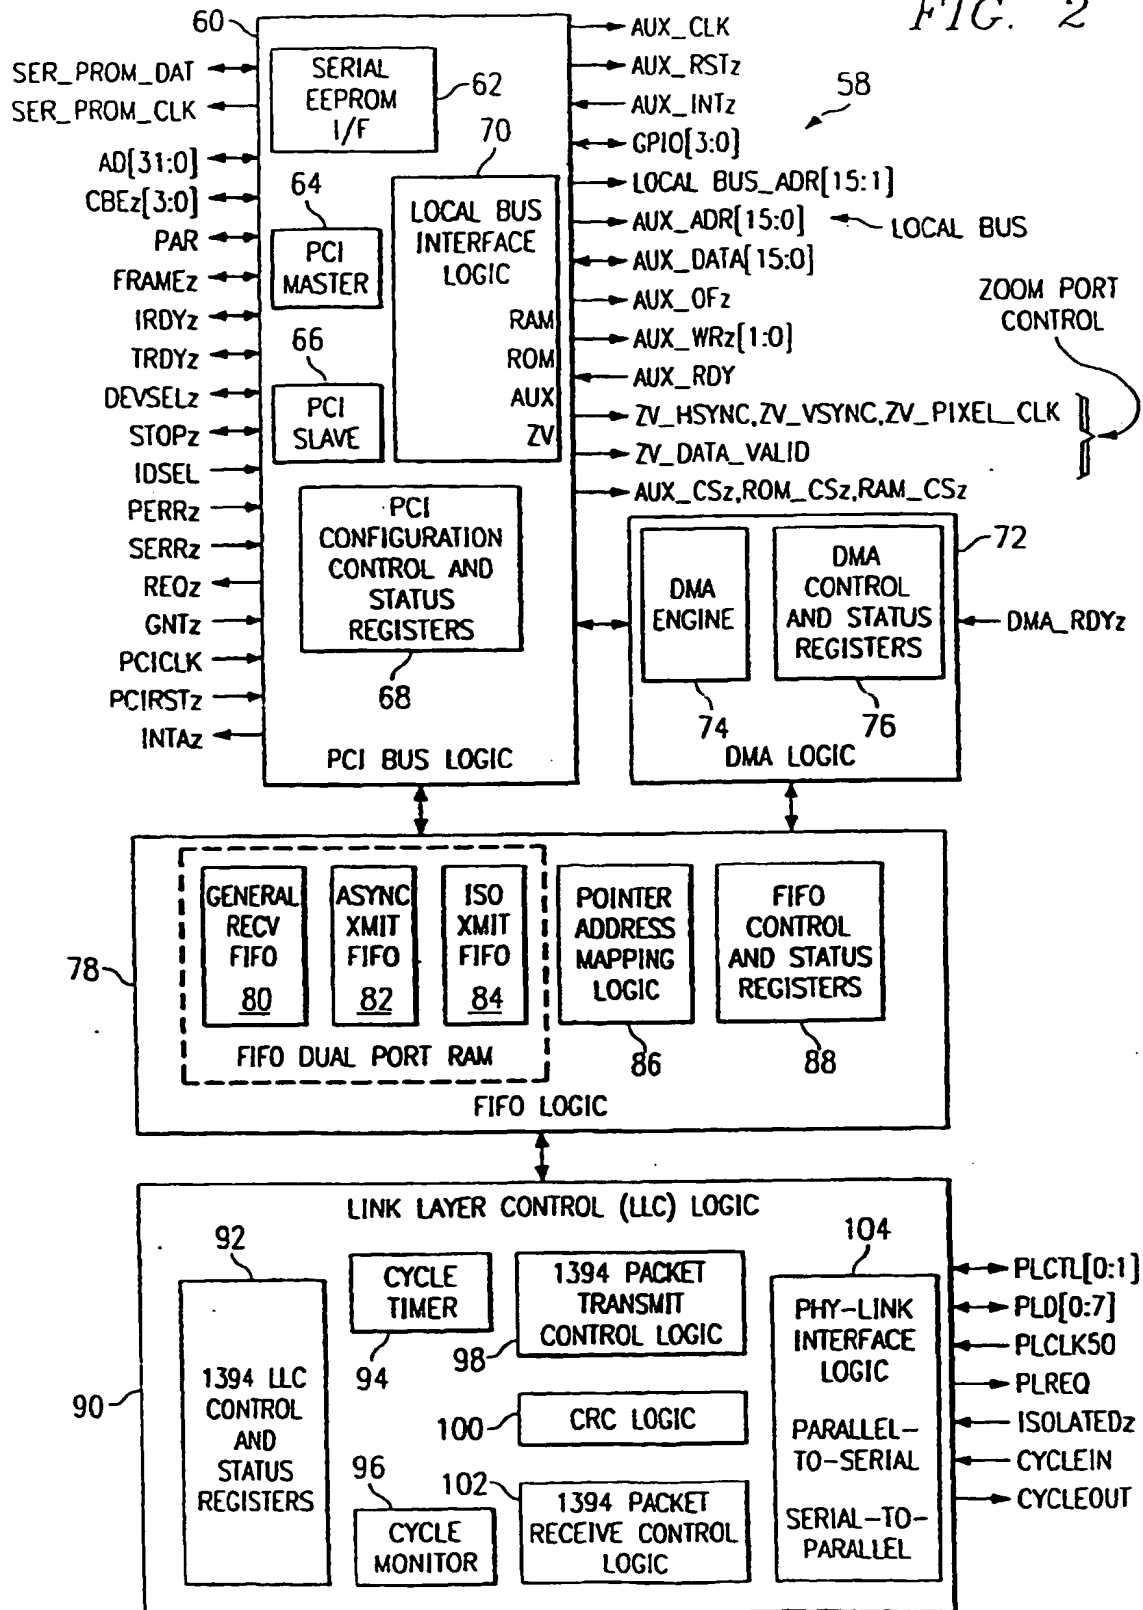 FIG. 2
60
58
SER_PROM_DAT
SER_PROM_CLK
AD[31:0]
CBEz[3:0]
PAR
FRAMEz
IRDYz
TRDYz
DEVSELz
STOPz
IDSEL
PERRz
SERRz
REQz
GNTz
PCICLK
PCIRSTz
INTAz
SERIAL
EEPROM
I/F
62
64
PCI
MASTER
66
PCI
SLAVE
70
LOCAL BUS
INTERFACE
LOGIC
RAM
ROM
AUX
ZV
PCI
CONFIGURATION
CONTROL AND
STATUS
REGISTERS
68
PCI BUS LOGIC
AUX_CLK
AUX_RSTz
AUX_INTz
GPIO[3:0]
LOCAL BUS_ADR[15:1]
AUX_ADR[15:0]
LOCAL BUS
AUX_DATA[15:0]
AUX_OFz
AUX_WRz[1:0]
AUX_RDY
ZV_HSYNC,ZV_VSYNC,ZV_PIXEL_CLK
ZV_DATA_VALID
AUX_CSz,ROM_CSz,RAM_CSz
ZOOM PORT
CONTROL
72
DMA
ENGINE
74
DMA
CONTROL
AND STATUS
REGISTERS
76
DMA LOGIC
DMA_RDYz
78
GENERAL
RECV
FIFO
80
ASYNC
XMIT
FIFO
82
ISO
XMIT
FIFO
84
FIFO DUAL PORT RAM
POINTER
ADDRESS
MAPPING
LOGIC
86
FIFO
CONTROL
AND STATUS
REGISTERS
88
FIFO LOGIC
LINK LAYER CONTROL (LLC) LOGIC
90
92
1394 LLC
CONTROL
AND
STATUS
REGISTERS
CYCLE
TIMER
94
96
CYCLE
MONITOR
1394 PACKET
TRANSMIT
CONTROL LOGIC
98
100
CRC LOGIC
102
1394 PACKET
RECEIVE CONTROL
LOGIC
104
PHY-LINK
INTERFACE
LOGIC
PARALLEL-
TO-SERIAL
SERIAL-TO-
PARALLEL
PLCTL[0:1]
PLD[0:7]
PLCLK50
PLREQ
ISOLATEDz
CYCLEIN
CYCLEOUT